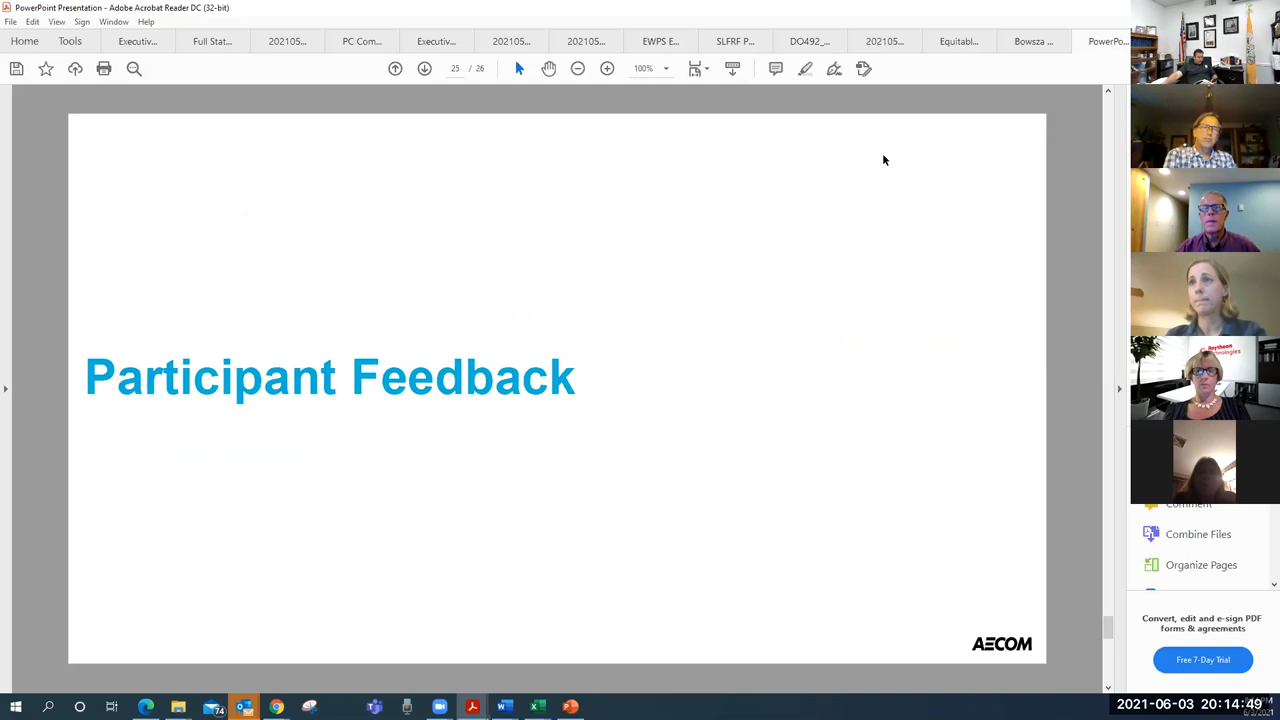 PowerPoint Presentation - Adobe Acrobat Reader DC (32-bit)
File Edit View Sign Window Help
Home Tools Executiv... Full Stat... 202105... PC Com... Executiv... 202105... 202105... EWPS E... SLFRF P... DO492_... Equitabl... Bowsza ... PowerPo...
25 / 26 100%
Participant Feedback
AECOM
Raytheon
Technologies
Comment
Combine Files
Organize Pages
Convert, edit and e-sign PDF
forms & agreements
Free 7-Day Trial
74
2021-06-03 20:14:49